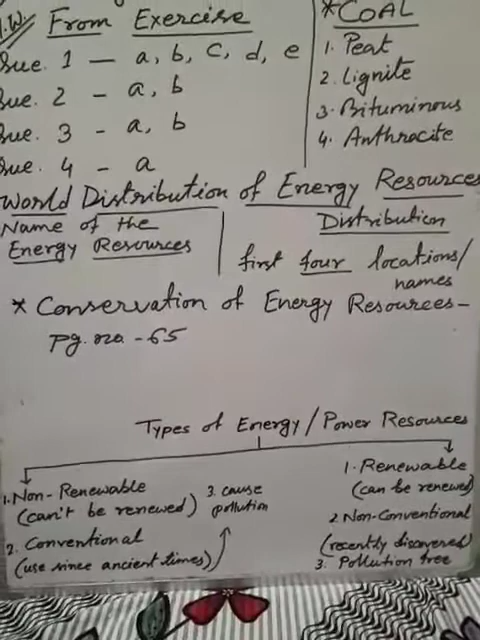 H.W. From Exercise
Que. 1 – a, b, c, d, e
Que. 2 – a, b
Que. 3 – a, b
Que. 4 – a
*COAL
1. Peat
2. Lignite
3. Bituminous
4. Anthracite
World Distribution of Energy Resources
Name of the
Energy Resources
Distribution
first four locations/
names
* Conservation of Energy Resources–
Pg. no. – 65
Types of Energy/Power Resources
1. Non-Renewable
(can't be renewed)
2. Conventional
(use since ancient times)
3. cause
pollution
1. Renewable
(can be renewed)
2. Non-Conventional
(recently discovered)
3. Pollution free